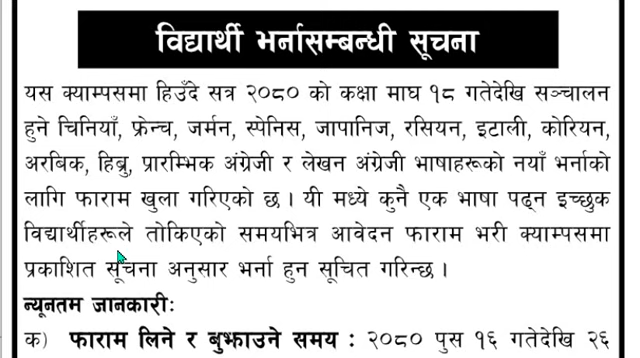 विद्यार्थी भर्नासम्बन्धी सूचना
यस क्याम्पसमा हिउँदे सत्र २०८० को कक्षा माघ १८ गतेदेखि सञ्चालन
हुने चिनियाँ, फ्रेन्च, जर्मन, स्पेनिस, जापानिज, रसियन, इटाली, कोरियन,
अरबिक, हिब्रु, प्रारम्भिक अंग्रेजी र लेखन अंग्रेजी भाषाहरूको नयाँ भर्नाको
लागि फाराम खुला गरिएको छ । यी मध्ये कुनै एक भाषा पढ्न इच्छुक
विद्यार्थीहरूले तोकिएको समयभित्र आवेदन फाराम भरी क्याम्पसमा
प्रकाशित सूचना अनुसार भर्ना हुन सूचित गरिन्छ ।
न्यूनतम जानकारीः
क) फाराम लिने र बुझाउने समय : २०८० पुस १६ गतेदेखि २६